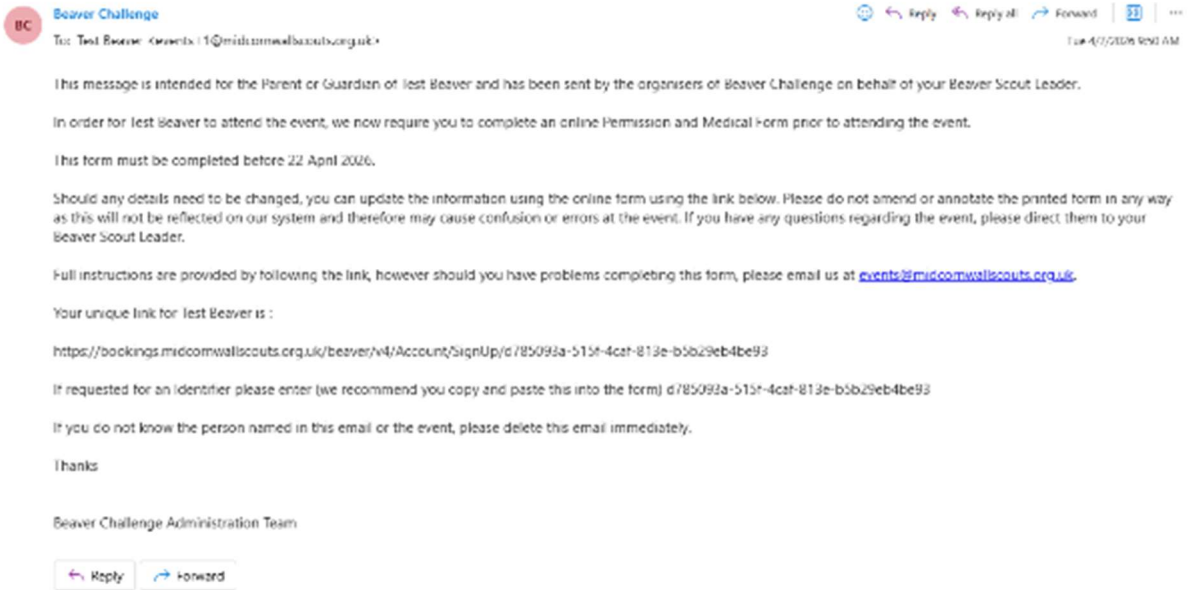 BC
Beaver Challenge
Reply
Reply all
Forward
To: Test Beaver
Tue 4/7/2026 9:50 AM
This message is intended for the Parent or Guardian of Test Beaver and has been sent by the organisers of Beaver Challenge on behalf of your Beaver Scout Leader.
In order for Test Beaver to attend the event, we now require you to complete an online Permission and Medical Form prior to attending the event.
This form must be completed before 22 April 2026.
Should any details need to be changed, you can update the information using the online form using the link below. Please do not amend or annotate the printed form in any way
as this will not be reflected on our system and therefore may cause confusion or errors at the event. If you have any questions regarding the event, please direct them to your
Beaver Scout Leader.
Full instructions are provided by following the link, however should you have problems completing this form, please email us at events@midcornwallscouts.org.uk.
Your unique link for Test Beaver is :
https://bookings.midcornwallscouts.org.uk/beaver/v4/Account/SignUp/d785093a-515f-4caf-813e-b5b29eb4be93
If requested for an Identifier please enter (we recommend you copy and paste this into the form) d785093a-515f-4caf-813e-b5b29eb4be93
If you do not know the person named in this email or the event, please delete this email immediately.
Thanks
Beaver Challenge Administration Team
Reply
Forward